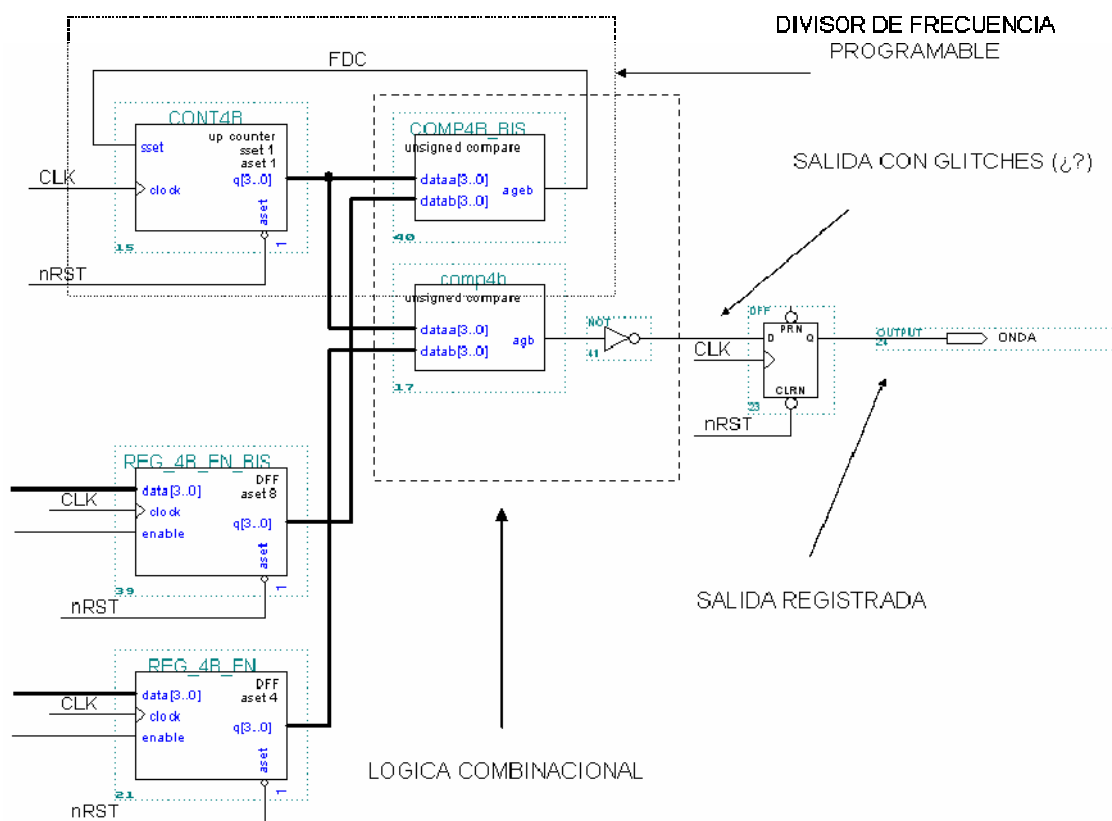 DIVISOR DE FRECUENCIA
PROGRAMABLE
FDC
CONT4B
up counter
sset 1
aset 1
sset
q[3..0]
CLK
clock
aset
1
15
nRST
COMP4B_BIS
unsigned compare
dataa[3..0]
datab[3..0]
ageb
40
SALIDA CON GLITCHES (¿?)
comp4b
unsigned compare
dataa[3..0]
datab[3..0]
agb
17
NOT
41
DFF
PRN
D
Q
CLK
CLRN
23
nRST
OUTPUT
24
ONDA
REG_4B_EN_BIS
DFF
aset 8
data[3..0]
CLK
clock
q[3..0]
enable
aset
1
39
nRST
SALIDA REGISTRADA
REG_4B_EN
DFF
aset 4
data[3..0]
CLK
clock
q[3..0]
enable
aset
1
21
nRST
LOGICA COMBINACIONAL